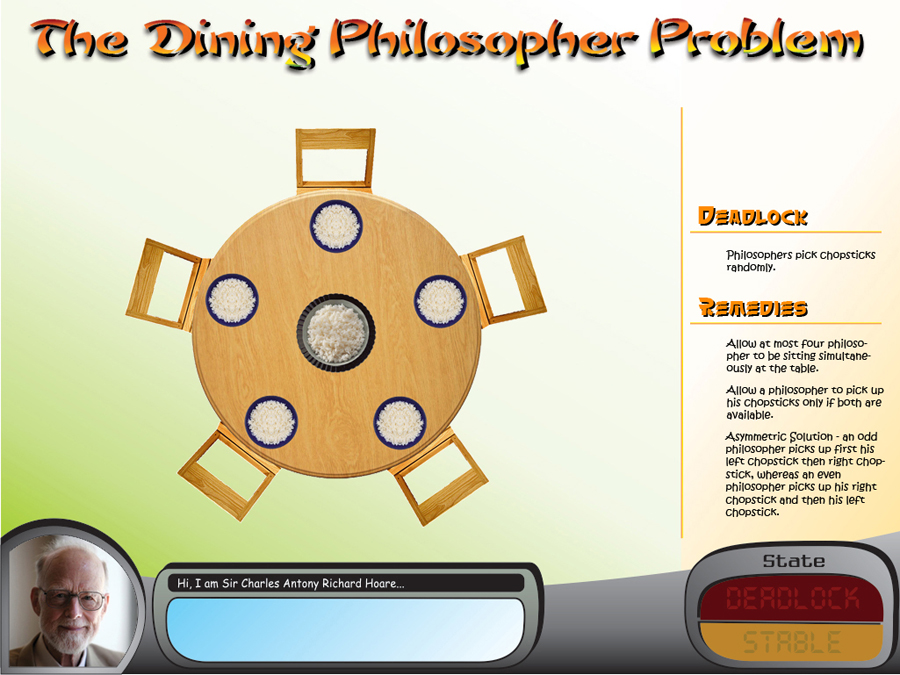 The Dining Philosopher Problem
Deadlock
Philosophers pick chopsticks
randomly.
Remedies
Allow at most four philoso-
pher to be sitting simultane-
ously at the table.
Allow a philosopher to pick up
his chopsticks only if both are
available.
Asymmetric Solution - an odd
philosopher picks up first his
left chopstick then right chop-
stick, whereas an even
philosopher picks up his right
chopstick and then his left
chopstick.
Hi, I am Sir Charles Antony Richard Hoare...
State
DEADLOCK
STABLE